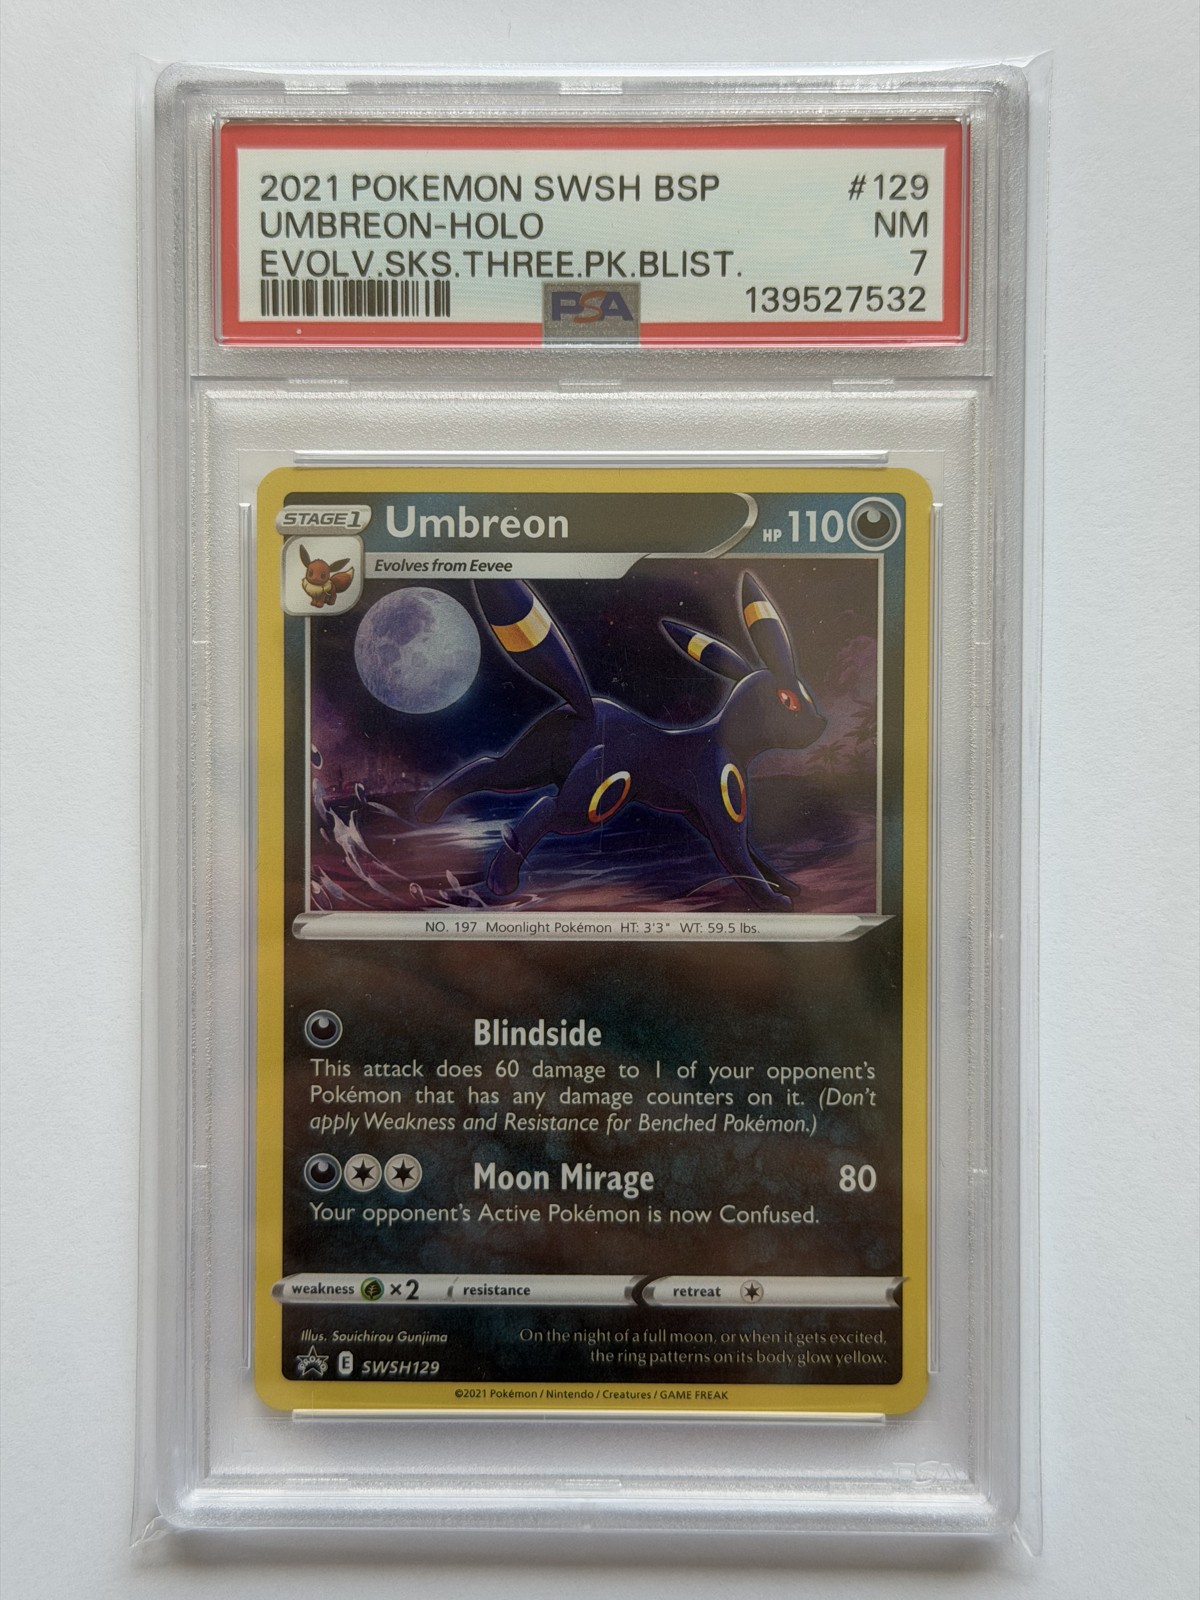 2021 POKEMON SWSH BSP #129
UMBREON-HOLO NM
EVOLV.SKS.THREE.PK.BLIST. 7
139527532
PSA
STAGE 1 Umbreon HP 110
Evolves from Eevee
NO. 197 Moonlight Pokémon HT: 3'3" WT: 59.5 lbs.
Blindside
This attack does 60 damage to 1 of your opponent's
Pokémon that has any damage counters on it. (Don't
apply Weakness and Resistance for Benched Pokémon.)
Moon Mirage 80
Your opponent's Active Pokémon is now Confused.
weakness ×2 resistance retreat
Illus. Souichirou Gunjima
On the night of a full moon, or when it gets excited,
the ring patterns on its body glow yellow.
PROMO E SWSH129
©2021 Pokémon / Nintendo / Creatures / GAME FREAK
PSA